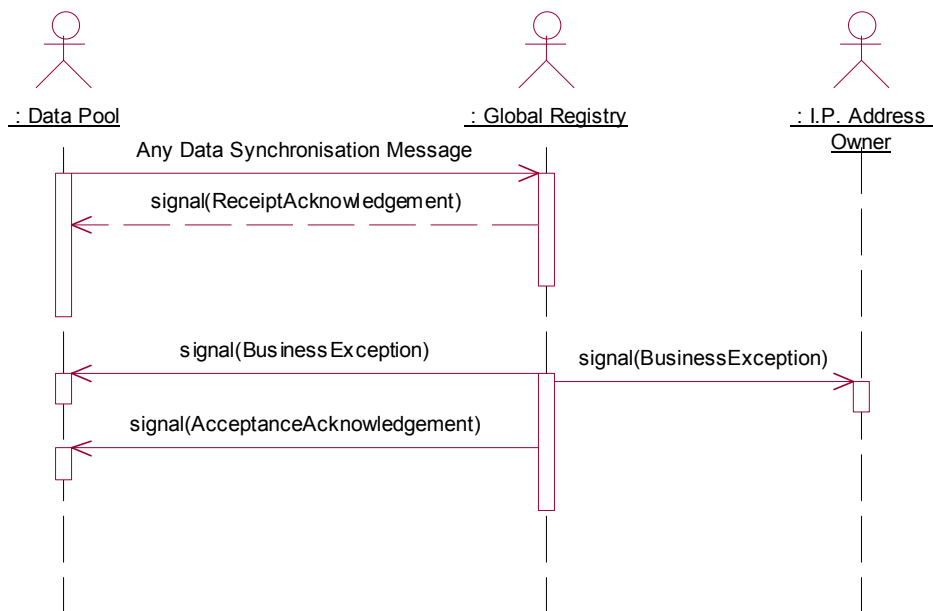 : Data Pool
: Global Registry
: I.P. Address
Owner
Any Data Synchronisation Message
signal(ReceiptAcknowledgement)
signal(BusinessException)
signal(BusinessException)
signal(AcceptanceAcknowledgement)